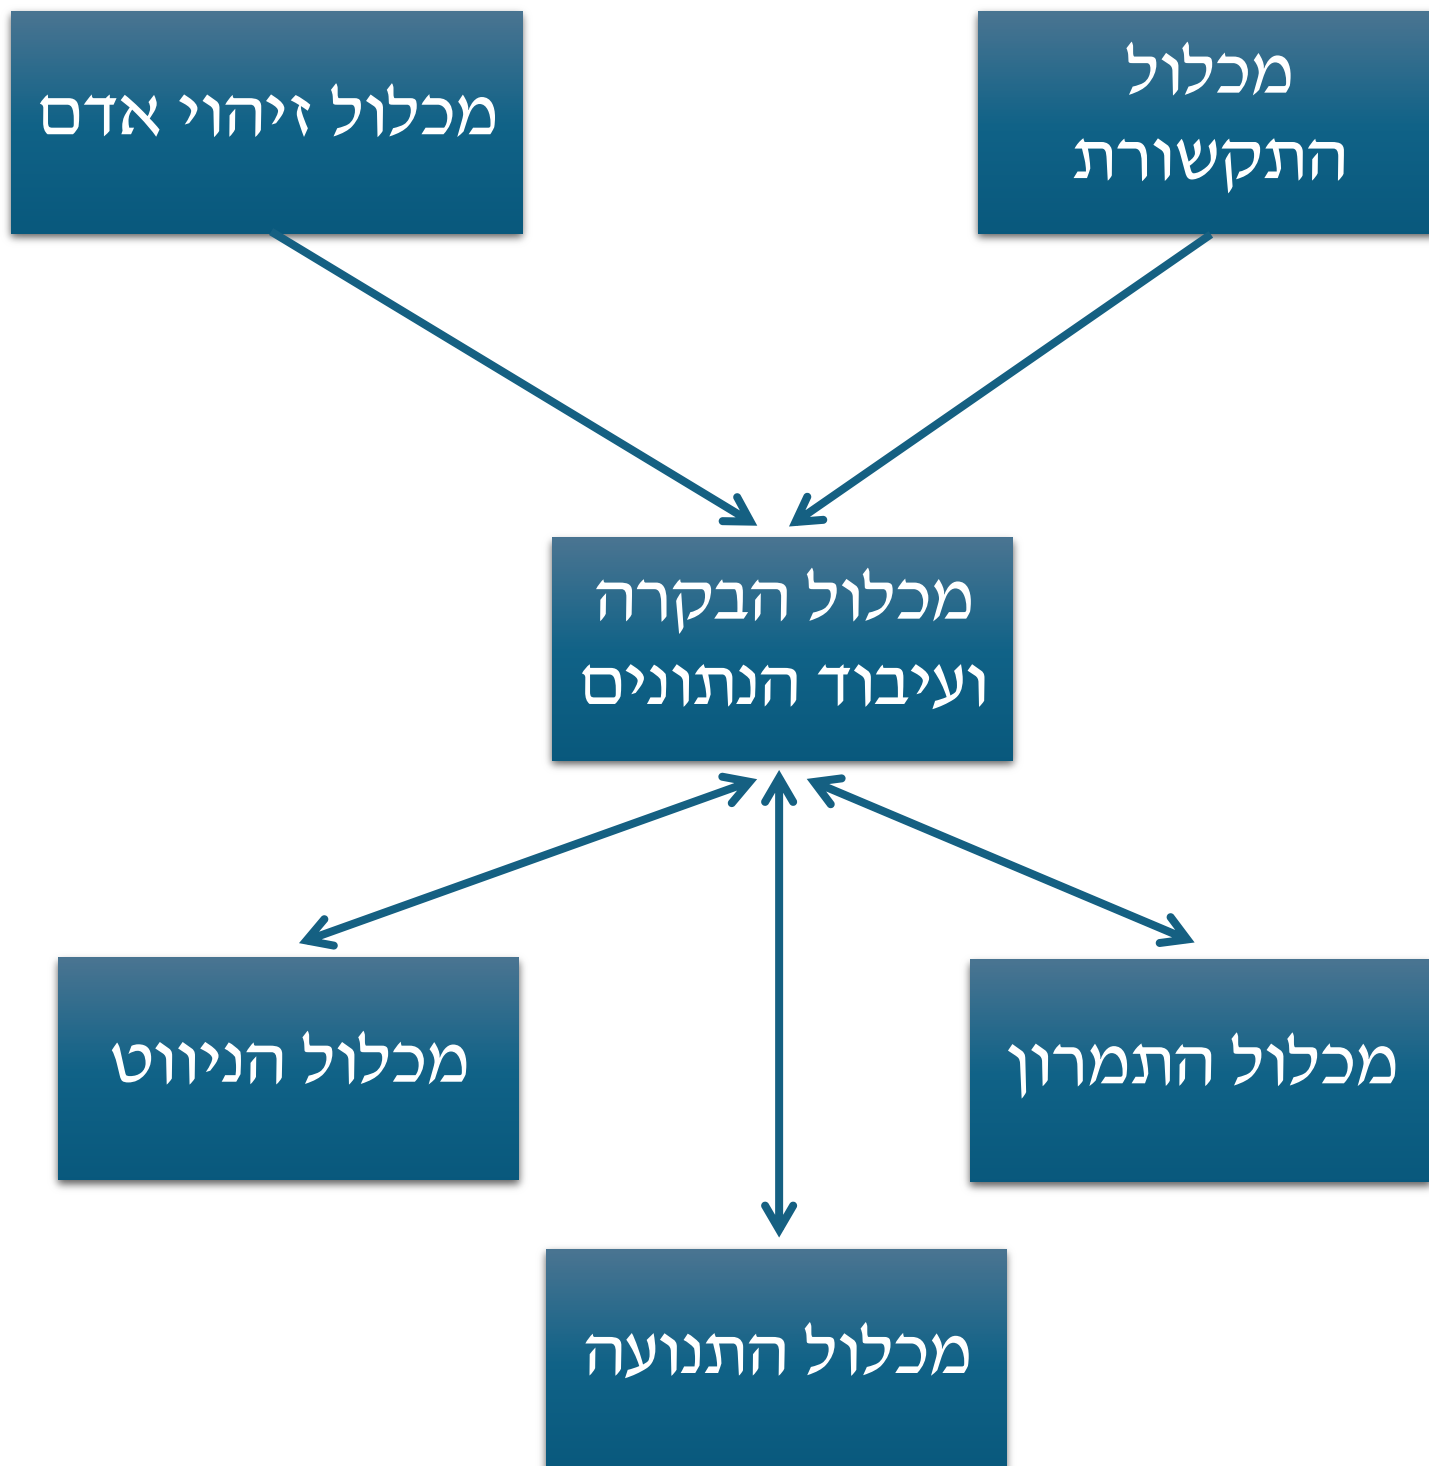 מכלול
התקשורת
מכלול זיהוי אדם
מכלול הבקרה
ועיבוד הנתונים
מכלול התמרון
מכלול הניווט
מכלול התנועה